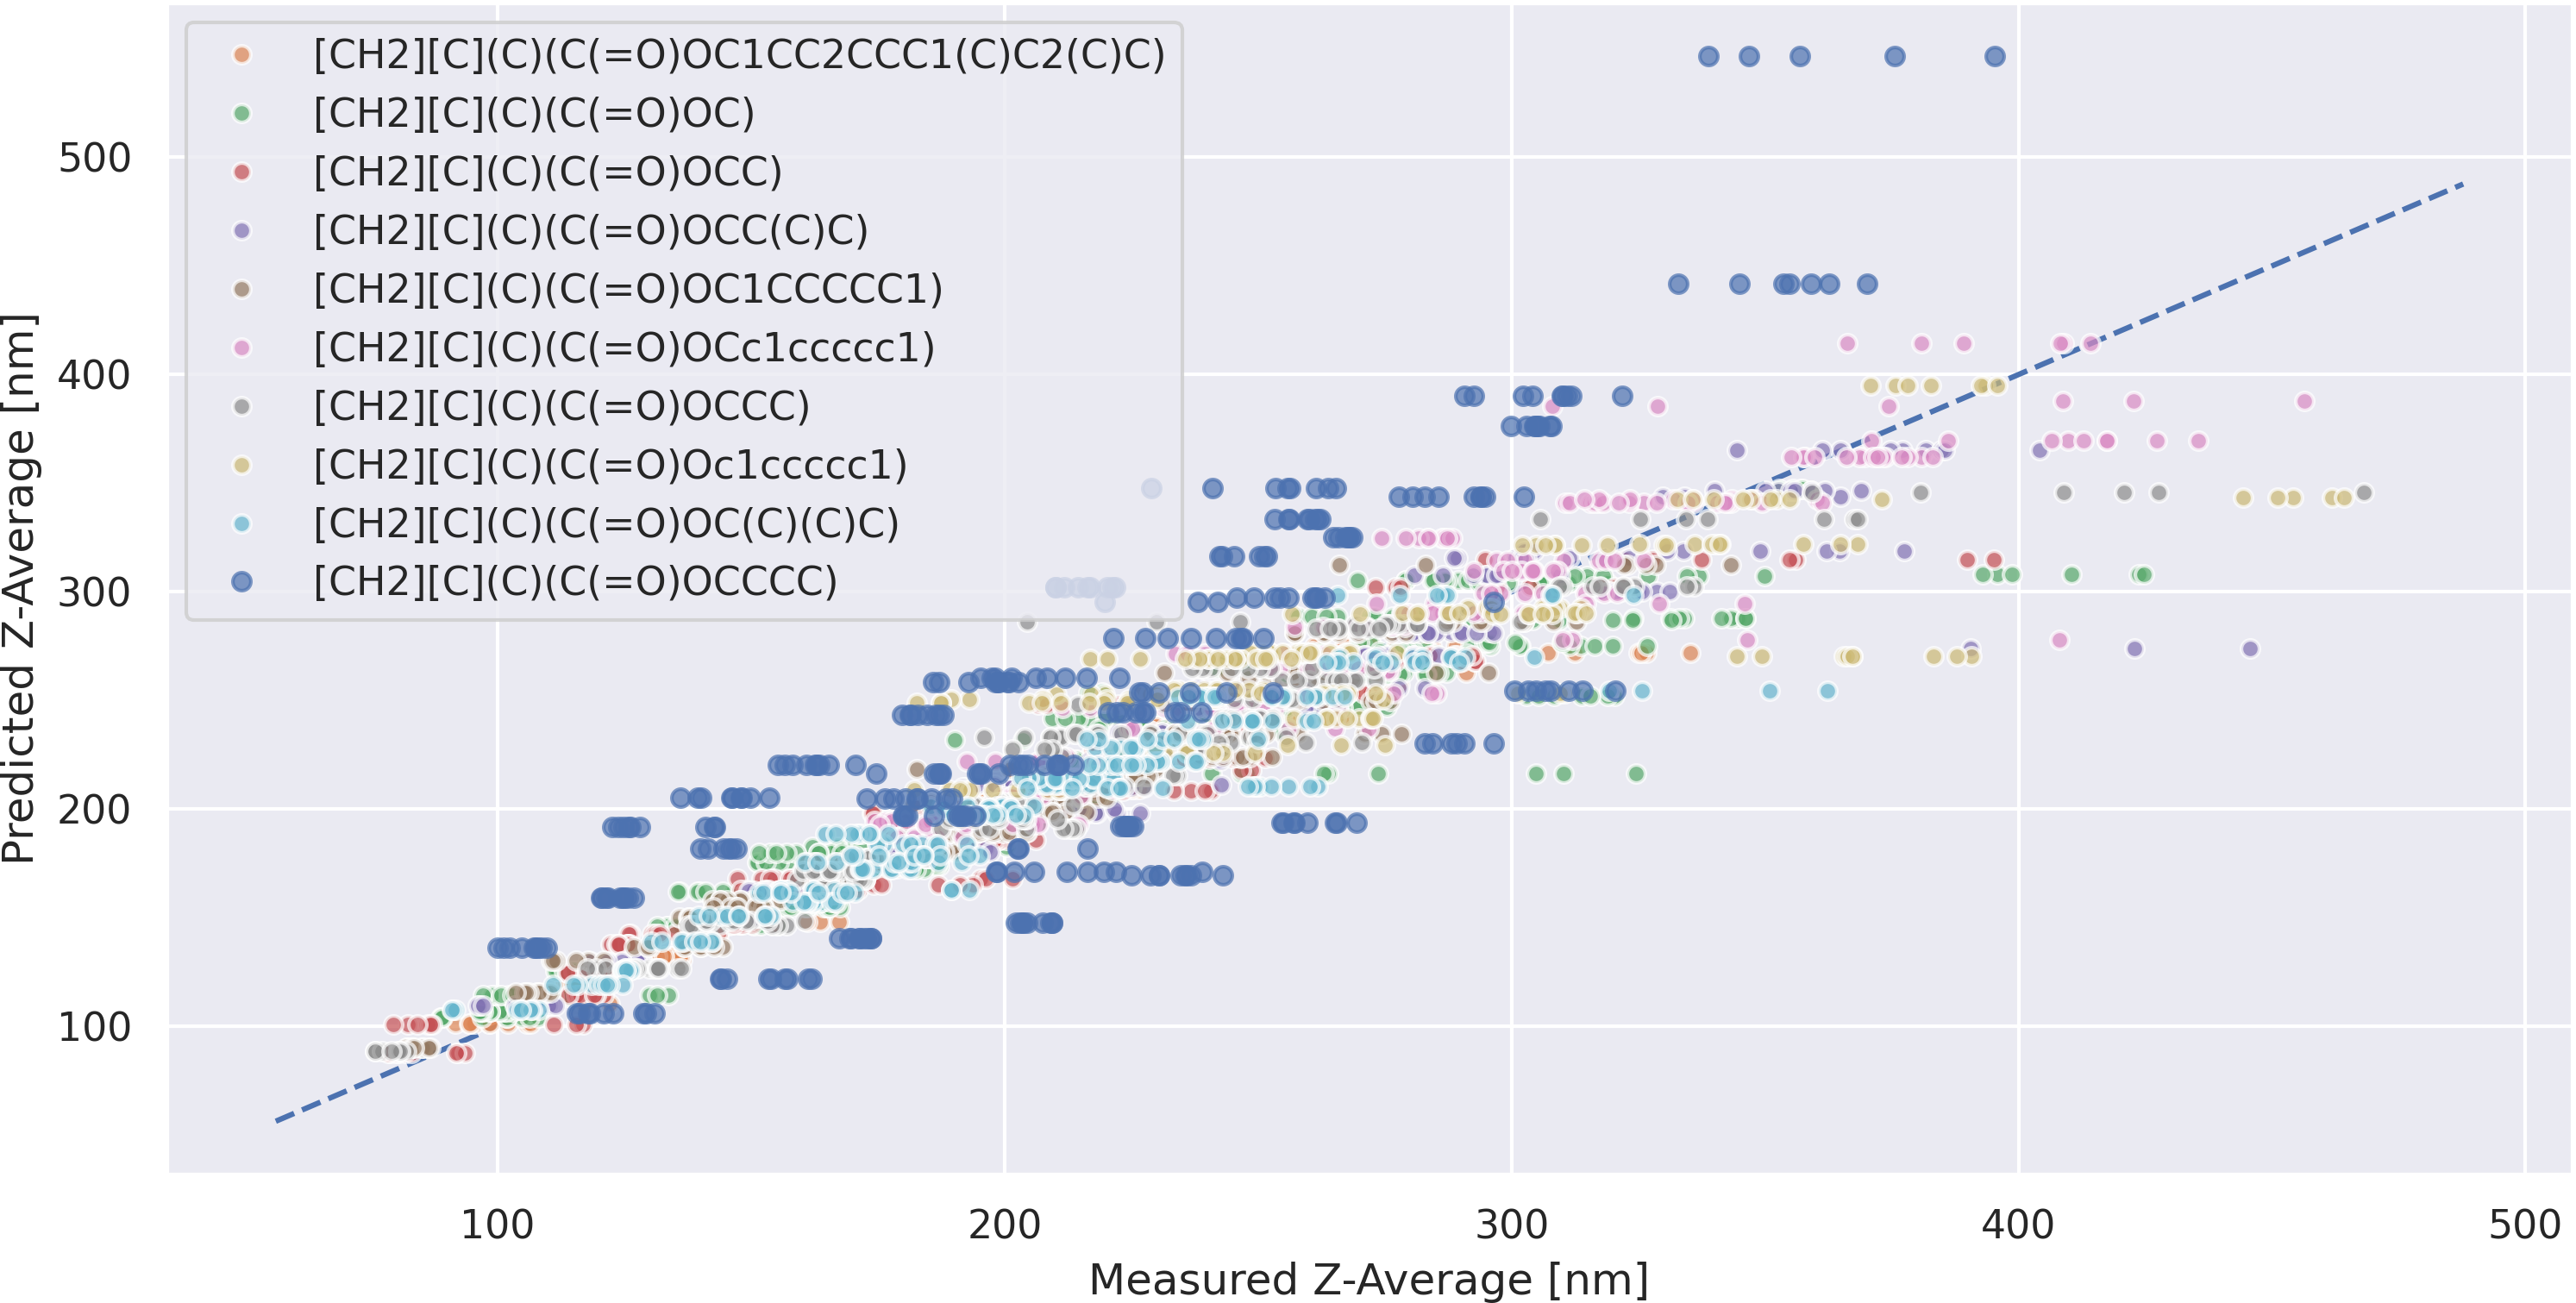 [CH2][C](C)(C(=O)OC1CC2CCC1(C)C2(C)C)
[CH2][C](C)(C(=O)OC)
[CH2][C](C)(C(=O)OCC)
[CH2][C](C)(C(=O)OCC(C)C)
[CH2][C](C)(C(=O)OC1CCCCC1)
[CH2][C](C)(C(=O)OCc1ccccc1)
[CH2][C](C)(C(=O)OCCC)
[CH2][C](C)(C(=O)Oc1ccccc1)
[CH2][C](C)(C(=O)OC(C)(C)C)
[CH2][C](C)(C(=O)OCCCC)
Predicted Z-Average [nm]
500
400
300
200
100
100 200 300 400 500
Measured Z-Average [nm]